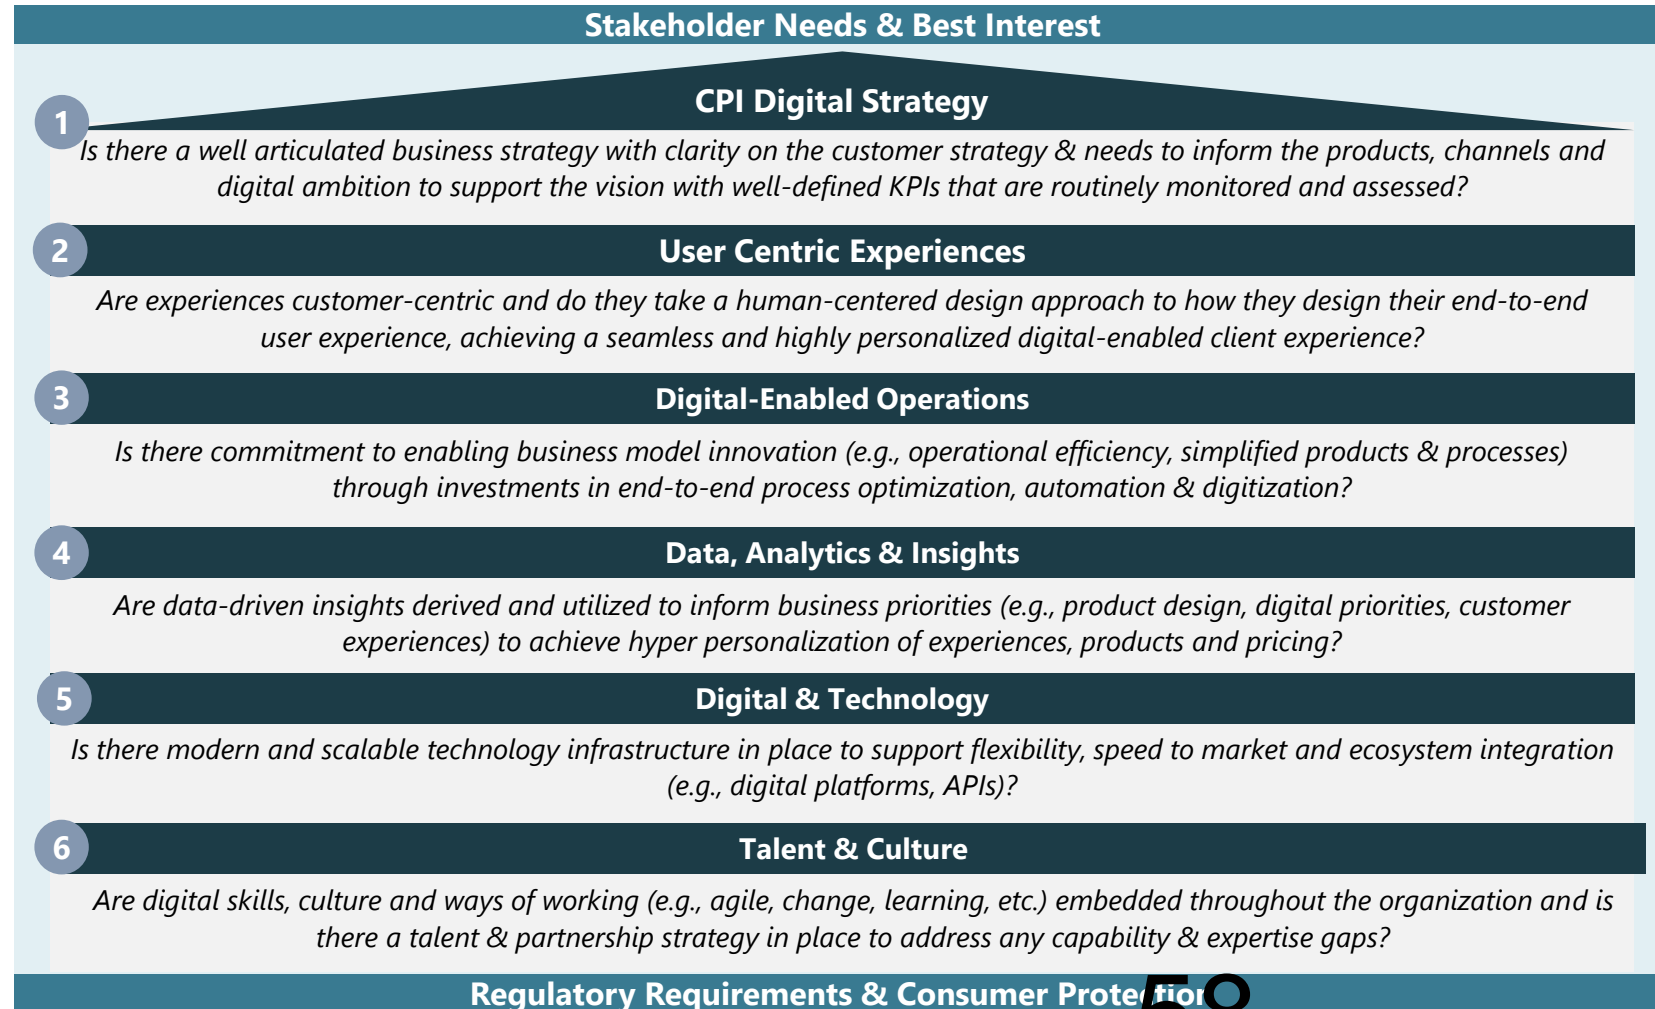 Stakeholder Needs & Best Interest
CPI Digital Strategy
1
Is there a well articulated business strategy with clarity on the customer strategy & needs to inform the products, channels and
digital ambition to support the vision with well-defined KPIs that are routinely monitored and assessed?
2
User Centric Experiences
Are experiences customer-centric and do they take a human-centered design approach to how they design their end-to-end
user experience, achieving a seamless and highly personalized digital-enabled client experience?
3
Digital-Enabled Operations
Is there commitment to enabling business model innovation (e.g., operational efficiency, simplified products & processes)
through investments in end-to-end process optimization, automation & digitization?
4
Data, Analytics & Insights
Are data-driven insights derived and utilized to inform business priorities (e.g., product design, digital priorities, customer
experiences) to achieve hyper personalization of experiences, products and pricing?
5
Digital & Technology
Is there modern and scalable technology infrastructure in place to support flexibility, speed to market and ecosystem integration
(e.g., digital platforms, APIs)?
6
Talent & Culture
Are digital skills, culture and ways of working (e.g., agile, change, learning, etc.) embedded throughout the organization and is
there a talent & partnership strategy in place to address any capability & expertise gaps?
Regulatory Requirements & Consumer Protection